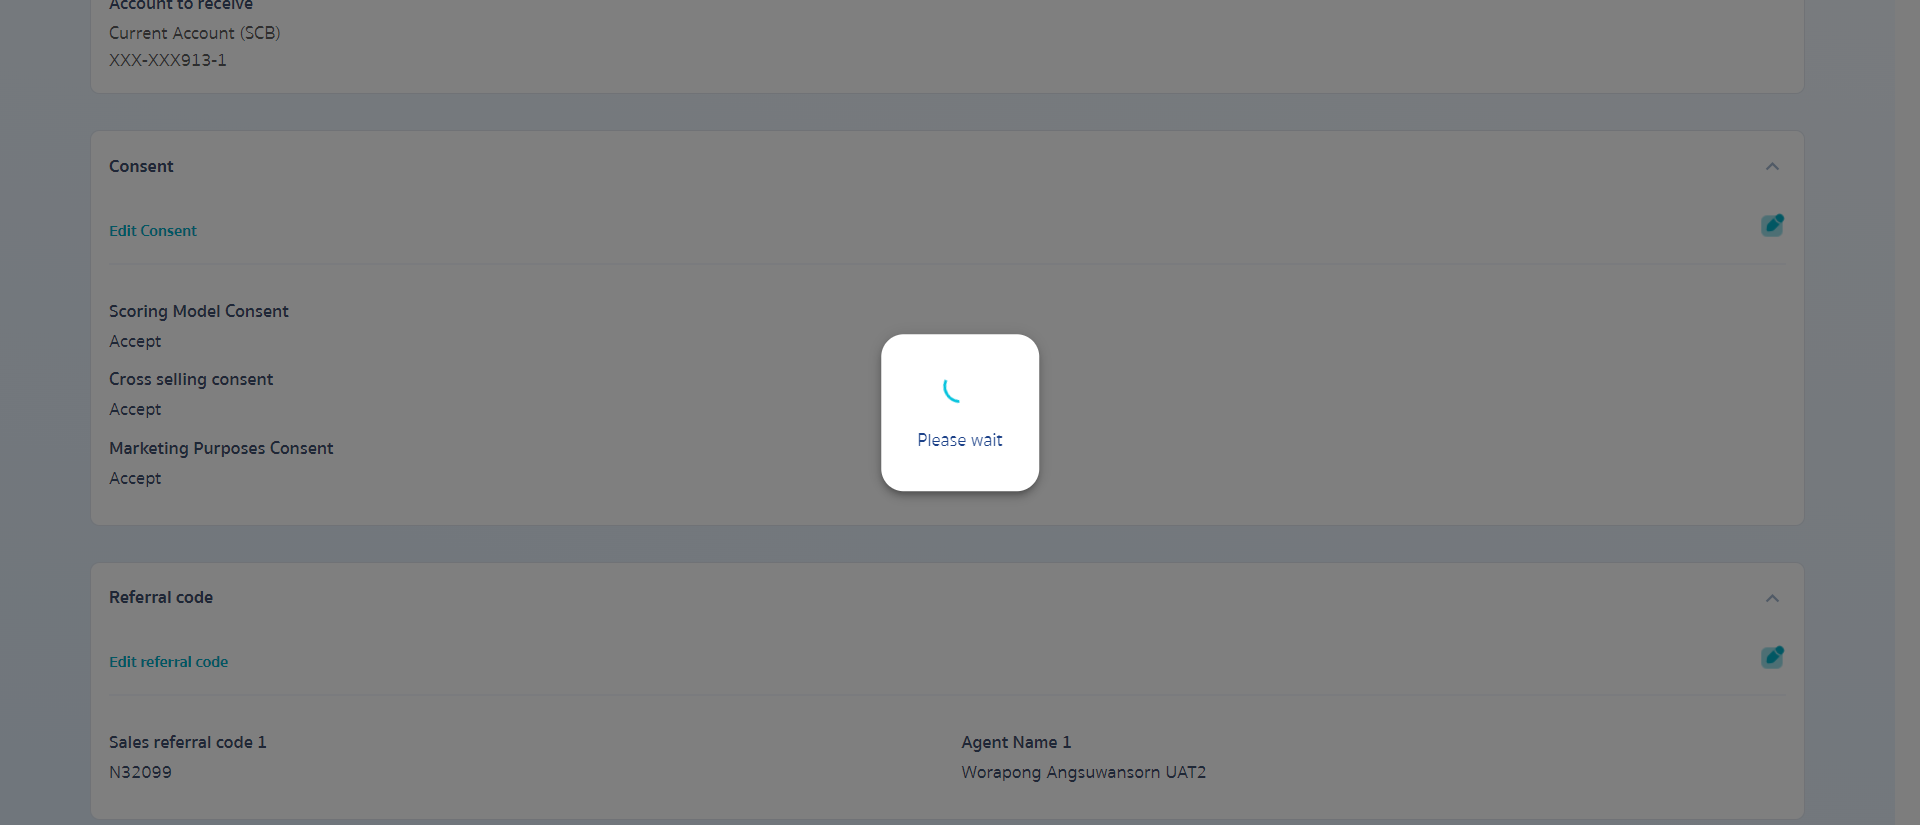 Account to receive
Current Account (SCB)
XXX-XXX913-1
Consent
Edit Consent
Scoring Model Consent
Accept
Cross selling consent
Accept
Marketing Purposes Consent
Accept
Please wait
Referral code
Edit referral code
Sales referral code 1
N32099
Agent Name 1
Worapong Angsuwansorn UAT2